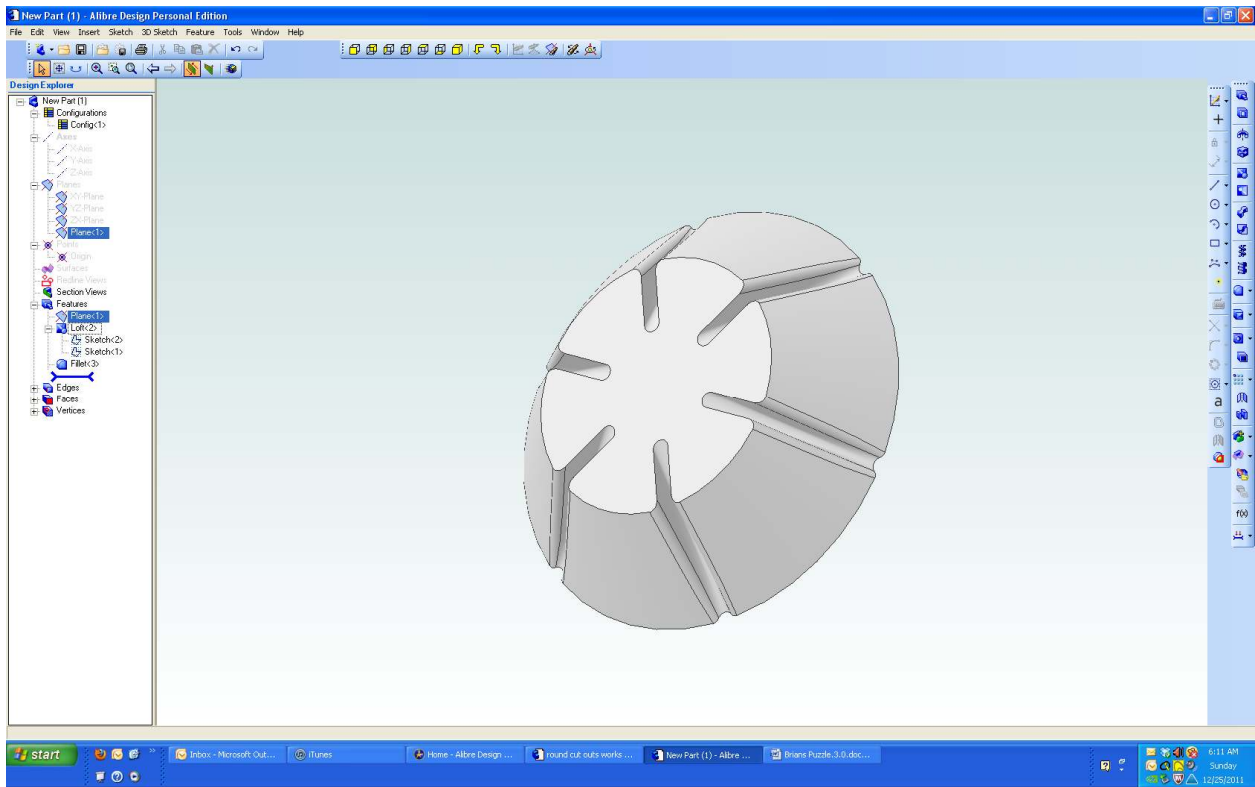 New Part (1) - Alibre Design Personal Edition
File Edit View Insert Sketch 3D Sketch Feature Tools Window Help
Design Explorer
New Part (1)
Configurations
Config<1>
Axes
X-Axis
Y-Axis
Z-Axis
Planes
XY-Plane
YZ-Plane
ZX-Plane
Plane<1>
Points
Origin
Surfaces
Redline Views
Section Views
Features
Plane<1>
Loft<2>
Sketch<2>
Sketch<1>
Fillet<3>
Edges
Faces
Vertices
a
f(x)
start
Inbox - Microsoft Out...
iTunes
Home - Alibre Design ...
round cut outs works ...
New Part (1) - Alibre ...
Brians Puzzle.3.0.doc...
6:11 AM
Sunday
12/25/2011